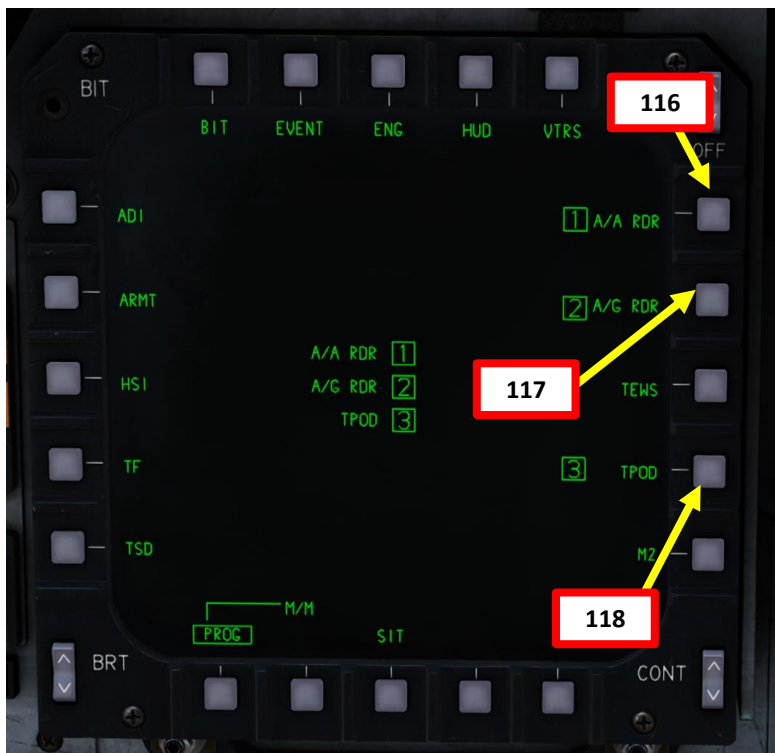 BIT
116
BIT EVENT ENG HUD VTRS
OFF
ADI
1 A/A RDR
ARMT
2 A/G RDR
A/A RDR 1
A/G RDR 2
TPOD 3
HSI
117
TEWS
TF
3 TPOD
TSD
M2
118
M/M
PROG
SIT
BRT
CONT